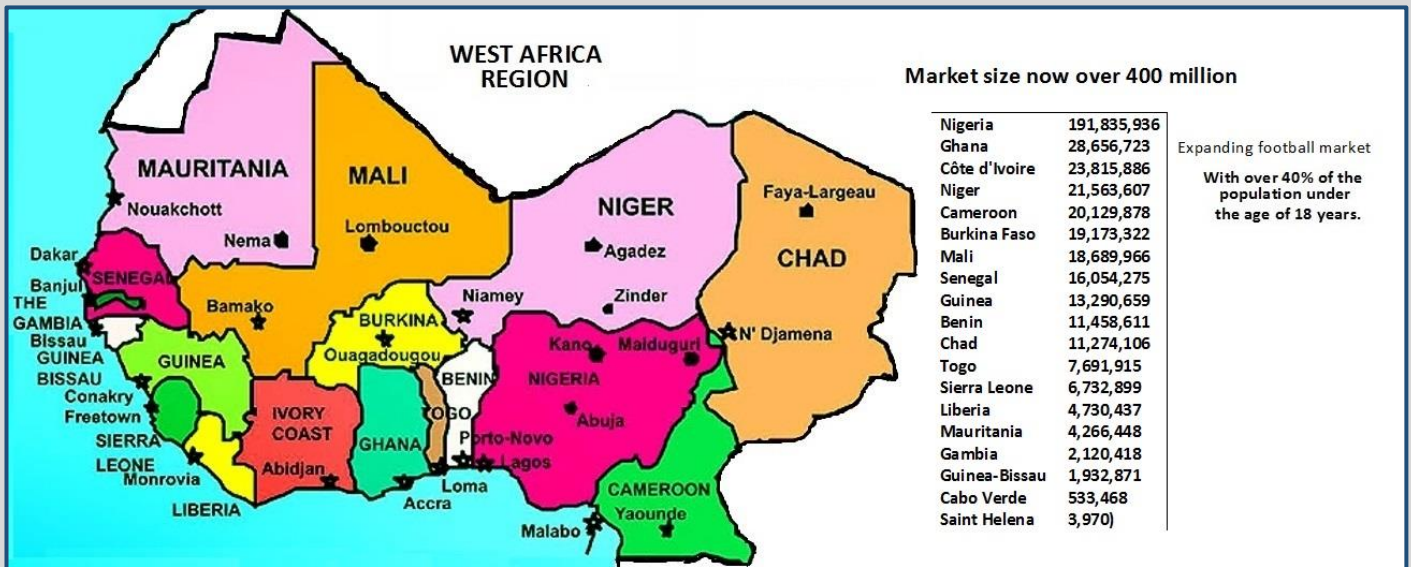 WEST AFRICA
REGION
Market size now over 400 million
Nigeria 191,835,936
Ghana 28,656,723
Côte d'Ivoire 23,815,886
Niger 21,563,607
Cameroon 20,129,878
Burkina Faso 19,173,322
Mali 18,689,966
Senegal 16,054,275
Guinea 13,290,659
Benin 11,458,611
Chad 11,274,106
Togo 7,691,915
Sierra Leone 6,732,899
Liberia 4,730,437
Mauritania 4,266,448
Gambia 2,120,418
Guinea-Bissau 1,932,871
Cabo Verde 533,468
Saint Helena 3,970)
Expanding football market
With over 40% of the
population under
the age of 18 years.
MAURITANIA
Nouakchott
Nema
MALI
Lombouctou
Bamako
NIGER
Agadez
Zinder
Niamey
Faya-Largeau
CHAD
N' Djamena
Dakar
SENEGAL
Banjul
THE
GAMBIA
Bissau
GUINEA
BISSAU
GUINEA
Conakry
Freetown
SIERRA
LEONE
Monrovia
LIBERIA
IVORY
COAST
Abidjan
BURKINA
Ouagadougou
GHANA
Accra
TOGO
Loma
BENIN
Porto-Novo
Lagos
Kano
Maiduguri
NIGERIA
Abuja
CAMEROON
Yaounde
Malabo